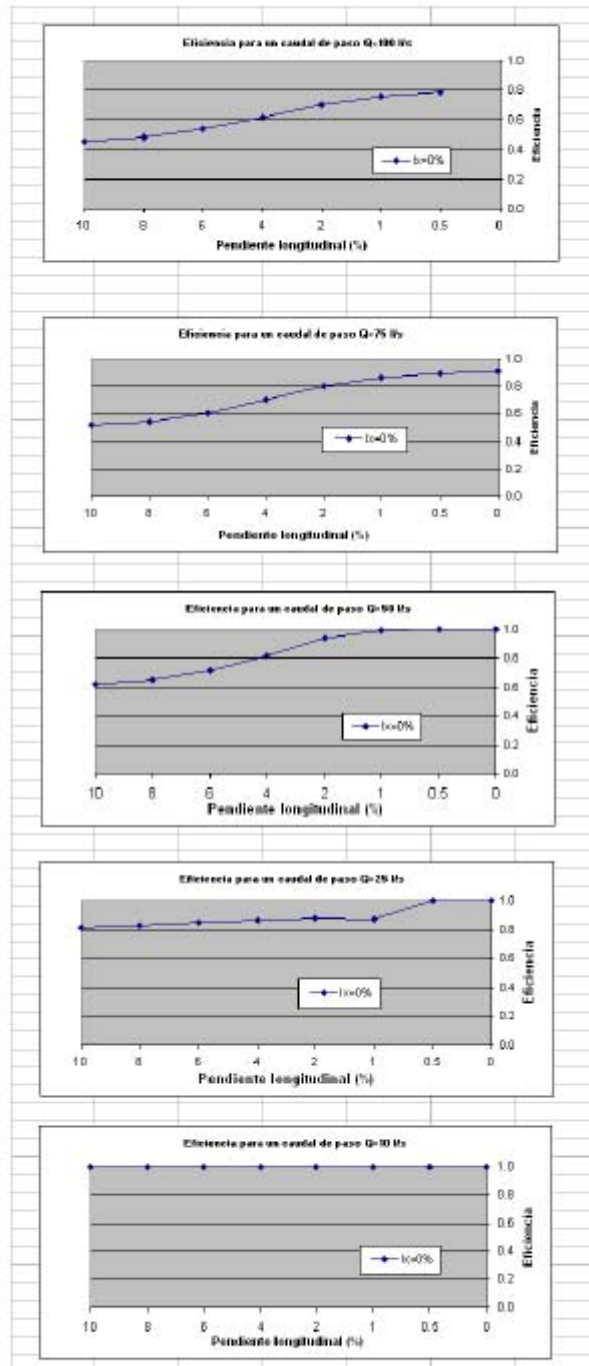 Eficiencia para un caudal de paso Q=100 l/s
1.0
0.8
0.6
0.4
0.2
0.0
Eficiencia
Ix=0%
10 8 6 4 2 1 0.5 0
Pendiente longitudinal (%)
Eficiencia para un caudal de paso Q=75 l/s
1.0
0.8
0.6
0.4
0.2
0.0
Eficiencia
Ix=0%
10 8 6 4 2 1 0.5 0
Pendiente longitudinal (%)
Eficiencia para un caudal de paso Q=50 l/s
1.0
0.8
0.6
0.4
0.2
0.0
Eficiencia
Ix=0%
10 8 6 4 2 1 0.5 0
Pendiente longitudinal (%)
Eficiencia para un caudal de paso Q=25 l/s
1.0
0.8
0.6
0.4
0.2
0.0
Eficiencia
Ix=0%
10 8 6 4 2 1 0.5 0
Pendiente longitudinal (%)
Eficiencia para un caudal de paso Q=10 l/s
1.0
0.8
0.6
0.4
0.2
0.0
Eficiencia
Ix=0%
10 8 6 4 2 1 0.5 0
Pendiente longitudinal (%)